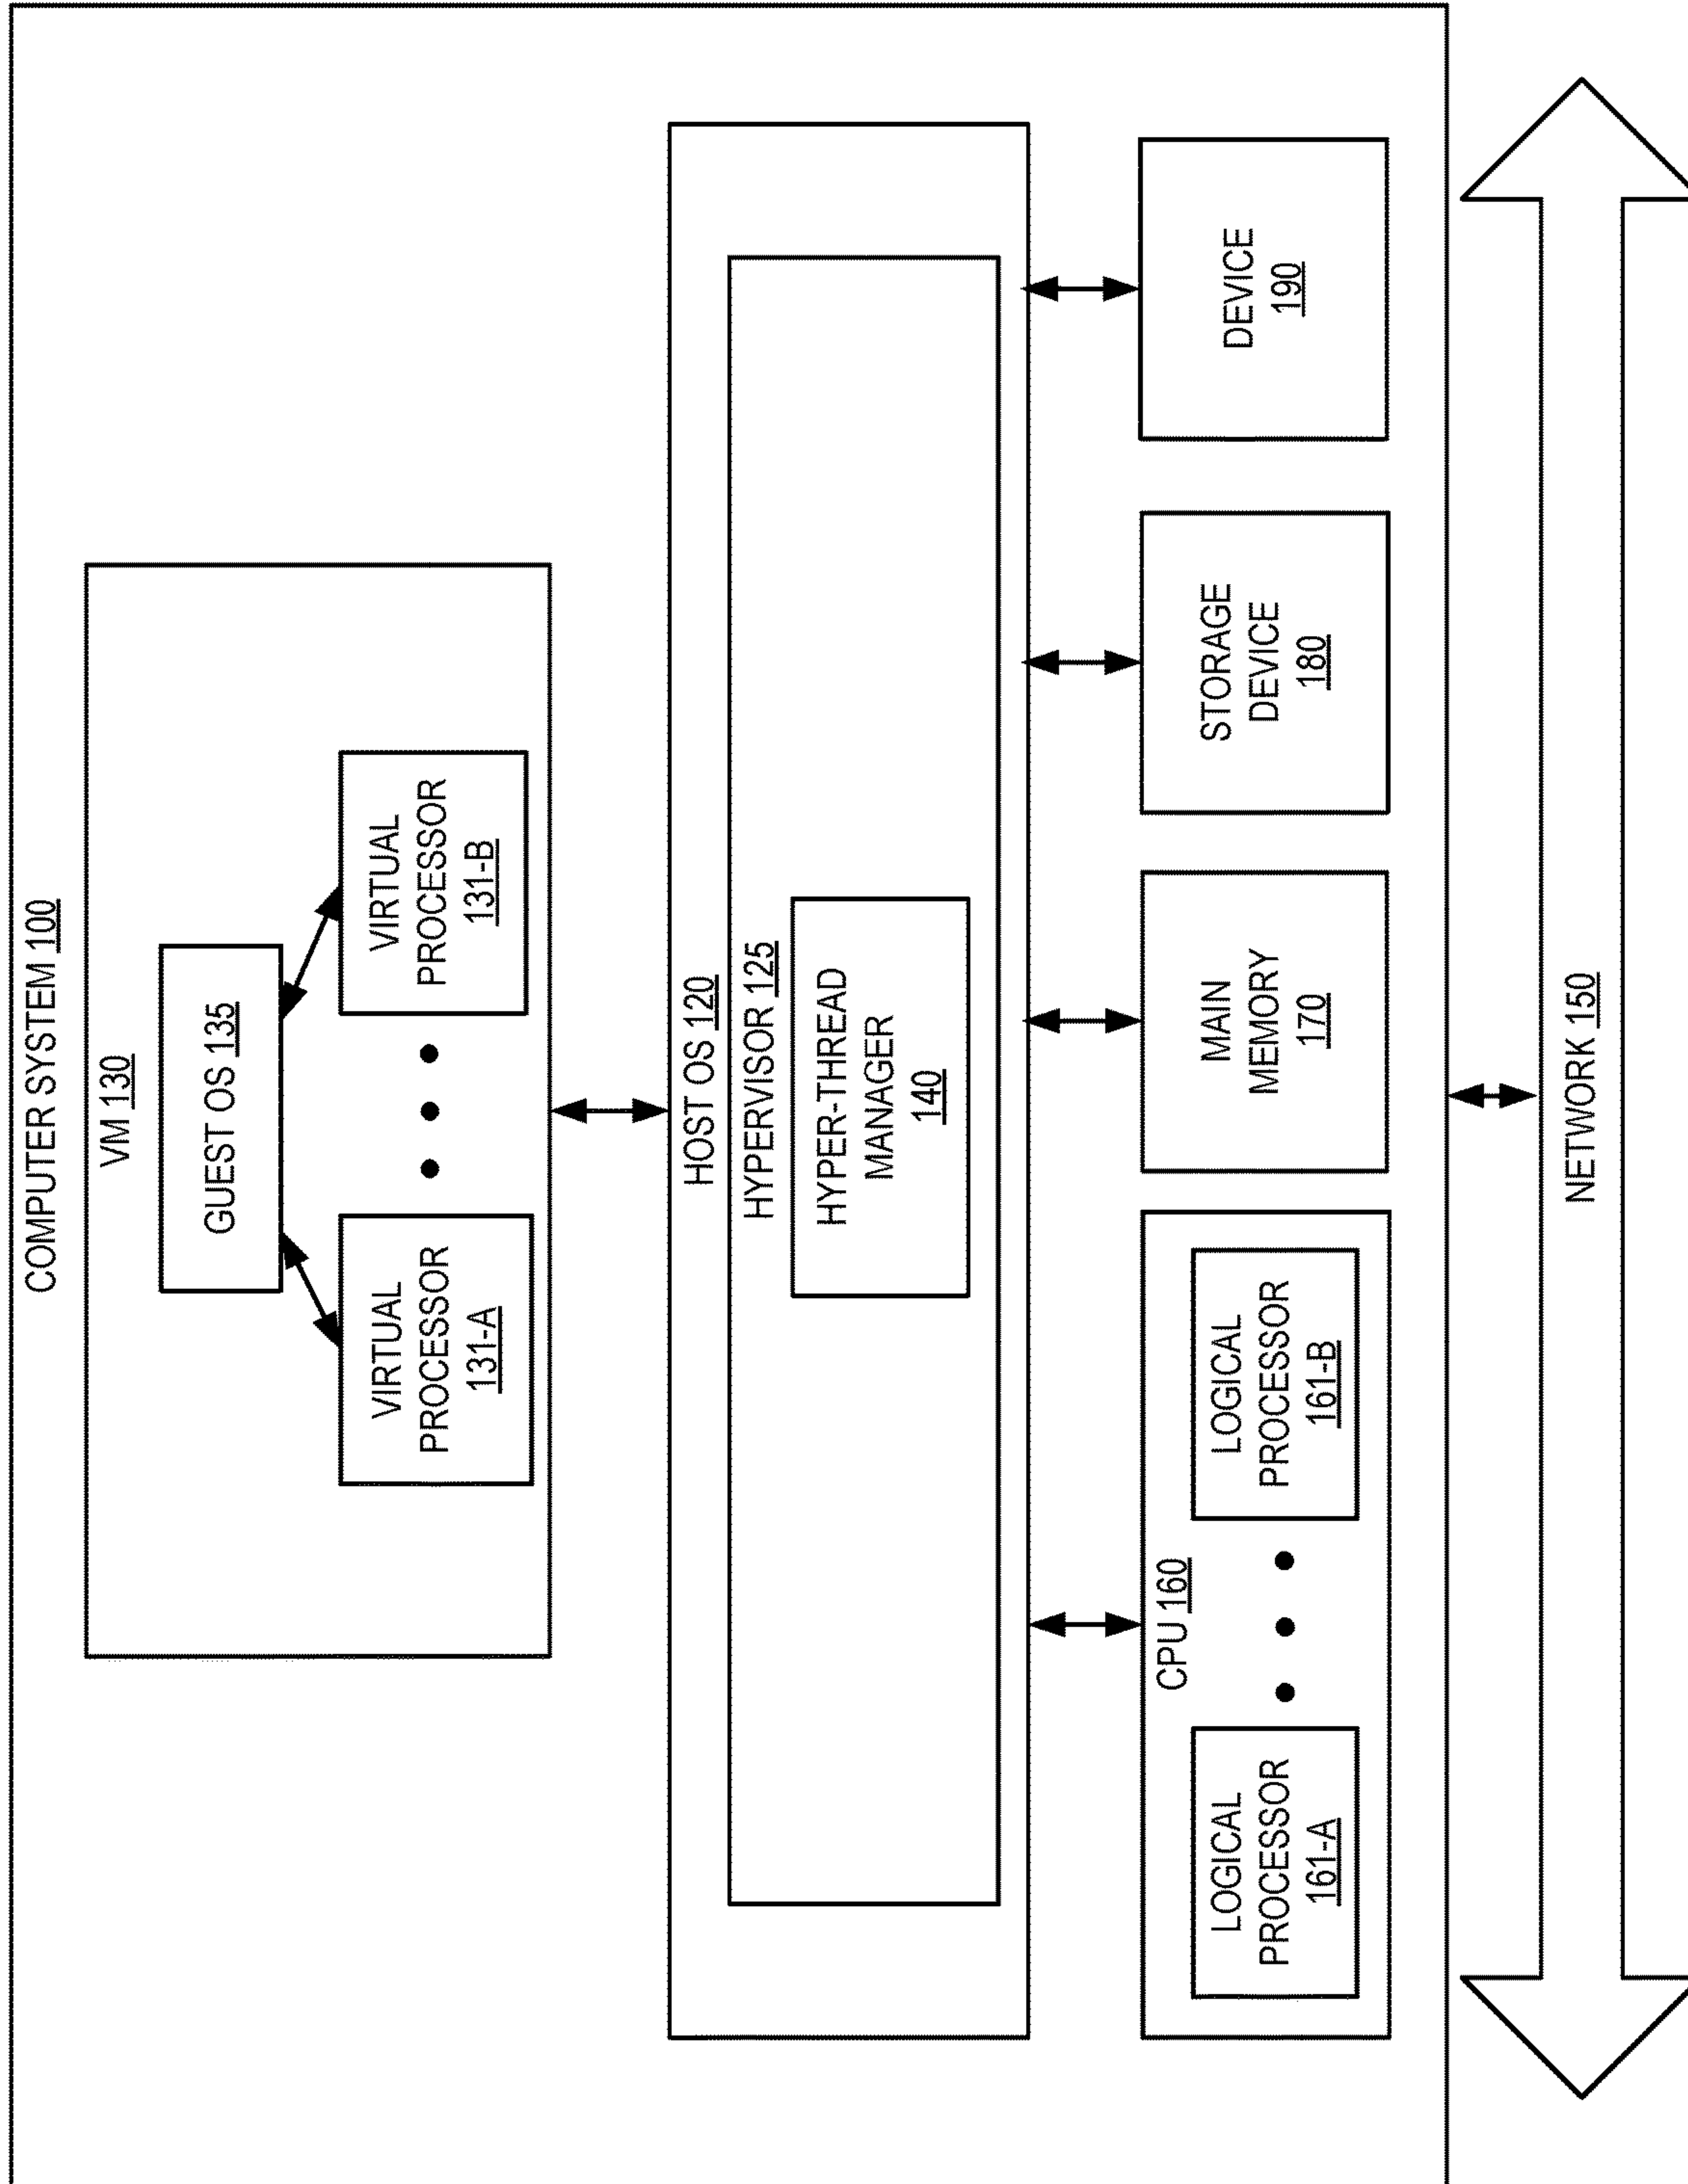 COMPUTER SYSTEM 100
VM 130
GUEST OS 135
VIRTUAL
PROCESSOR
131-A
VIRTUAL
PROCESSOR
131-B
HOST OS 120
HYPERVISOR 125
HYPER-THREAD
MANAGER
140
CPU 160
LOGICAL
PROCESSOR
161-A
LOGICAL
PROCESSOR
161-B
MAIN
MEMORY
170
STORAGE
DEVICE
180
DEVICE
190
NETWORK 150